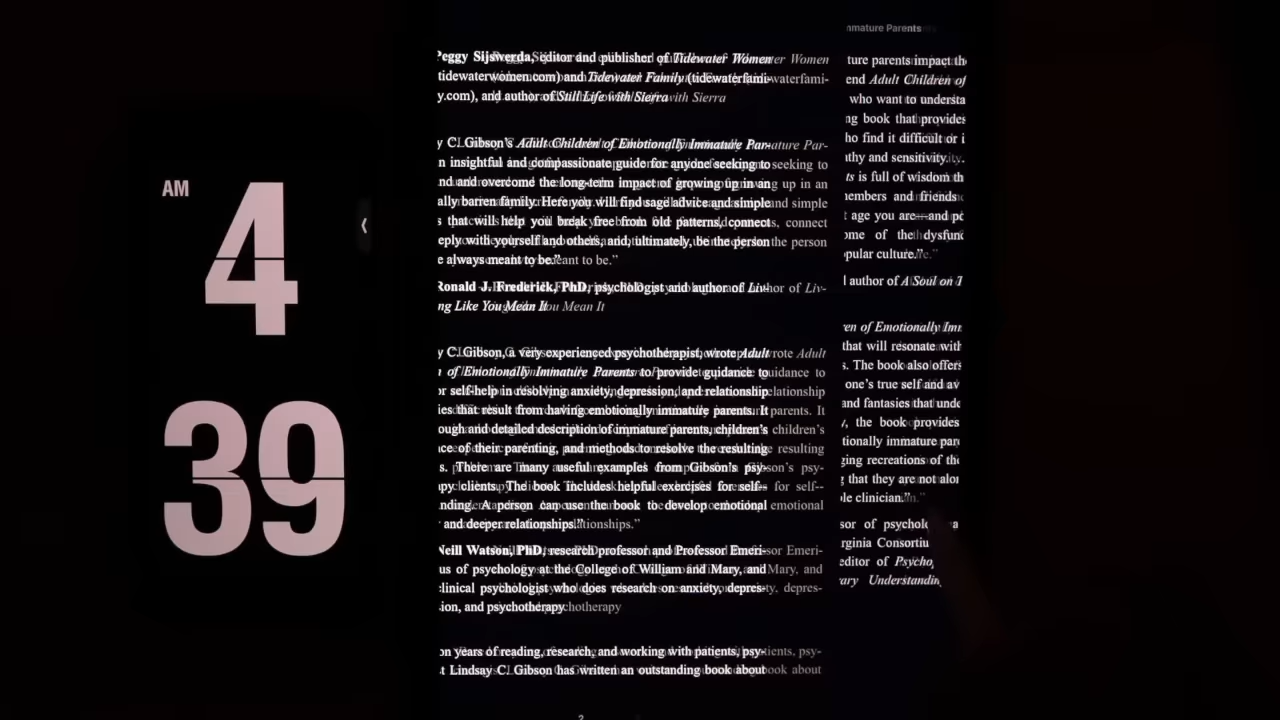 AM
4
39
Peggy Sijswerda, editor and publisher of Tidewater Women
(tidewaterwomen.com) and Tidewater Family (tidewaterfami-
y.com), and author of Still Life with Sierra
y C. Gibson's Adult Children of Emotionally Immature Par-
n insightful and compassionate guide for anyone seeking to
nd and overcome the long-term impact of growing up in an
ally barren family. Here you will find sage advice and simple
s that will help you break free from old patterns, connect
eply with yourself and others, and, ultimately, be the person
e always meant to be."
Ronald J. Frederick, PhD, psychologist and author of Liv-
ng Like You Mean It
y C. Gibson, a very experienced psychotherapist, wrote Adult
n of Emotionally Immature Parents to provide guidance to
or self-help in resolving anxiety, depression, and relationship
ies that result from having emotionally immature parents. It
ough and detailed description of immature parents, children's
ce of their parenting, and methods to resolve the resulting
s. There are many useful examples from Gibson's psy-
py clients. The book includes helpful exercises for self-
nding. A person can use the book to develop emotional
and deeper relationships."
Neill Watson, PhD, research professor and Professor Emeri-
us of psychology at the College of William and Mary, and
clinical psychologist who does research on anxiety, depres-
sion, and psychotherapy
on years of reading, research, and working with patients, psy-
t Lindsay C. Gibson has written an outstanding book about
2
mmature Parents
ture parents impact th
end Adult Children of
who want to understa
ng book that provides
ho find it difficult or i
thy and sensitivity.
ts is full of wisdom th
members and friends
t age you are—and po
ome of the dysfunc
opular culture."
l author of A Soul on T
ren of Emotionally Im
that will resonate with
s. The book also offers
one's true self and av
and fantasies that unde
y, the book provides
tionally immature par
ging recreations of the
g that they are not alon
le clinician."
sor of psycholo
rginia Consortiu
editor of Psycho
rary Understandin